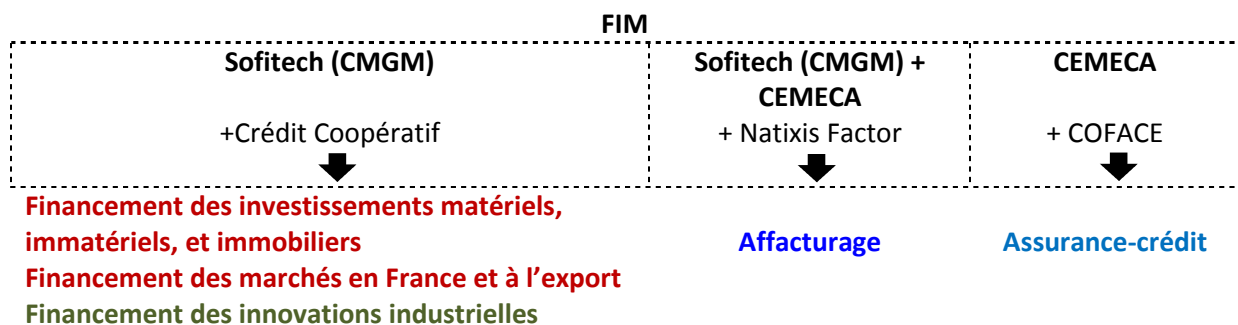 FIM
Sofitech (CMGM)
+Crédit Coopératif
Sofitech (CMGM) +
CEMECA
+ Natixis Factor
CEMECA
+ COFACE
Financement des investissements matériels,
immatériels, et immobiliers
Financement des marchés en France et à l’export
Financement des innovations industrielles
Affacturage
Assurance-crédit